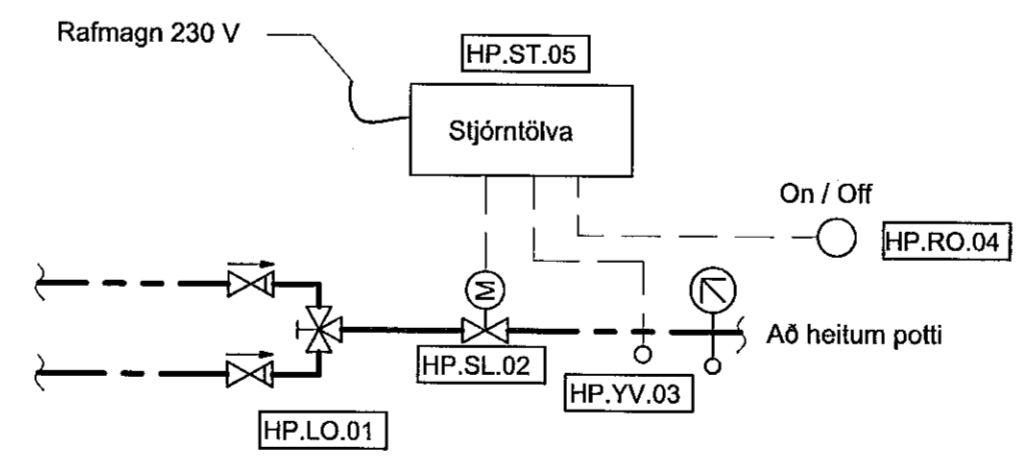 Rafmagn 230 V
HP.ST.05
Stjórntölva
On / Off
HP.RO.04
M
Að heitum potti
HP.SL.02
HP.YV.03
HP.LO.01